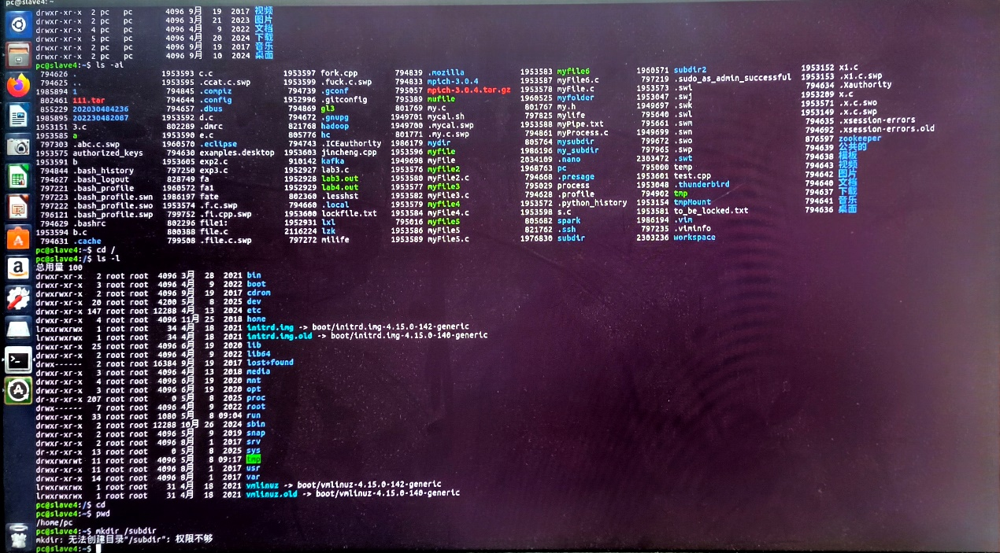 pc@slave4: ~
drwxr-xr-x 2 pc pc 4096 9月 19 2017 视频
drwxr-xr-x 2 pc pc 4096 3月 21 2023 图片
drwxr-xr-x 4 pc pc 4096 4月 9 2022 文档
drwxr-xr-x 5 pc pc 4096 4月 20 2024 下载
drwxr-xr-x 2 pc pc 4096 9月 19 2017 音乐
drwxr-xr-x 2 pc pc 4096 9月 10 2024 桌面
pc@slave4:~$ ls -ai
794626 . 1953593 c.c 1953597 fork.cpp 794839 .mozilla 1953583 myfile6 1960571 subdir2 1953152 x1.c
794625 .. 1953595 .ccat.c.swp 1953599 .fuck.c.swp 794833 mpich-3.0.4 1953586 myFile6.c 797219 .sudo_as_admin_successful 1953153 .x1.c.swp
1985894 1 794845 .compiz 794739 .gconf 795057 mpich-3.0.4.tar.gz 1953578 myFile.c 1953573 .swi 794634 .Xauthority
802461 111.tar 794644 .config 1952996 .gitconfig 795389 mufile 1960525 myfolder 1953047 .swj 1953209 x.c
855229 202030484236 794657 .dbus 794869 gl3 801769 my.c 801767 my.h 1949697 .swk 1953571 .x.c.swo
1985895 202230482087 1953592 d.c 794672 .gnupg 1949701 mycal.sh 797825 mylife 795640 .swl 1953149 .x.c.swp
1953151 3.c 802289 .dmrc 821768 hadoop 1949700 .mycal.swp 1953588 myPipe.txt 795661 .swm 794635 .xsession-errors
1953585 a 1953590 e.c 805776 hc 801771 .my.c.swp 794861 myProcess.c 1949699 .swn 794692 .xsession-errors.old
797303 .abc.c.swp 1960570 .eclipse 794743 .ICEauthority 1986179 mydir 805764 mysubdir 799672 .swo 876597 zookeeper
1953575 authorized_keys 794630 examples.desktop 1953603 jincheng.cpp 1953596 myfile 1986196 my_subdir 797965 .swp 794639 公共的
1953591 b 1953605 exp2.c 910142 kafka 1949698 myFile 2034109 .nano 2303472 .swt 794638 模板
794844 .bash_history 797250 exp3.c 1952927 lab3.c 1953576 myfile2 1968763 pc 795000 temp 794643 视频
794627 .bash_logout 828749 fa 1952928 lab3.out 1953580 myFile2.c 794668 .presage 1953601 test.cpp 794642 图片
797221 .bash_profile 1960572 fa1 1952929 lab4.out 1953577 myfile3 795029 process 1953048 .thunderbird 794640 文档
797223 .bash_profile.swn 1986197 fate 802360 .lesshst 1953582 myFile3.c 794628 .profile 794902 tmp 794637 下载
797222 .bash_profile.swo 1953574 .f.c.swp 794660 .local 1953579 myfile4 1953572 .python_history 1953154 tmpMount 794641 音乐
796121 .bash_profile.swp 799752 .fi.cpp.swp 1953600 lockfile.txt 1953584 myFile4.c 1953598 s.c 1953581 to_be_locked.txt 794636 桌面
794629 .bashrc 802296 file1: 1952931 lxl 795016 myfile5 805682 spark 1986194 .vim
1953594 b.c 800388 file.c 2116224 lzk 1953586 myFile5 821762 .ssh 797235 .viminfo
794631 .cache 799508 .file.c.swp 797272 milife 1953589 myFile5.c 1976830 subdir 2303236 workspace
pc@slave4:~$ cd /
pc@slave4:/$ ls -l
总用量 100
drwxr-xr-x 2 root root 4096 3月 28 2021 bin
drwxr-xr-x 3 root root 4096 4月 9 2022 boot
drwxr-xr-x 2 root root 4096 9月 19 2017 cdrom
drwxr-xr-x 20 root root 4200 5月 8 2025 dev
drwxr-xr-x 147 root root 12288 4月 13 2024 etc
drwxr-xr-x 4 root root 4096 11月 25 2018 home
lrwxrwxrwx 1 root root 34 4月 18 2021 initrd.img -> boot/initrd.img-4.15.0-142-generic
lrwxrwxrwx 1 root root 34 4月 18 2021 initrd.img.old -> boot/initrd.img-4.15.0-140-generic
drwxr-xr-x 25 root root 4096 6月 19 2020 lib
drwxr-xr-x 2 root root 4096 4月 9 2022 lib64
drwx------ 2 root root 16384 9月 19 2017 lost+found
drwxr-xr-x 3 root root 4096 4月 13 2018 media
drwxr-xr-x 4 root root 4096 6月 19 2020 mnt
drwxr-xr-x 3 root root 4096 6月 19 2020 opt
dr-xr-xr-x 207 root root 0 5月 8 2025 proc
drwx------ 7 root root 4096 4月 9 2022 root
drwxr-xr-x 33 root root 1080 5月 8 09:04 run
drwxr-xr-x 2 root root 12288 10月 26 2024 sbin
drwxr-xr-x 2 root root 4096 5月 9 2019 snap
drwxr-xr-x 2 root root 4096 8月 1 2017 srv
dr-xr-xr-x 13 root root 0 5月 8 2025 sys
drwxrwxrwt 11 root root 4096 5月 8 09:17 tmp
drwxr-xr-x 11 root root 4096 8月 1 2017 usr
drwxr-xr-x 14 root root 4096 8月 1 2017 var
lrwxrwxrwx 1 root root 31 4月 18 2021 vmlinuz -> boot/vmlinuz-4.15.0-142-generic
lrwxrwxrwx 1 root root 31 4月 18 2021 vmlinuz.old -> boot/vmlinuz-4.15.0-140-generic
pc@slave4:/$ cd
pc@slave4:~$ pwd
/home/pc
pc@slave4:~$ mkdir /subdir
mkdir: 无法创建目录"/subdir": 权限不够
pc@slave4:~$